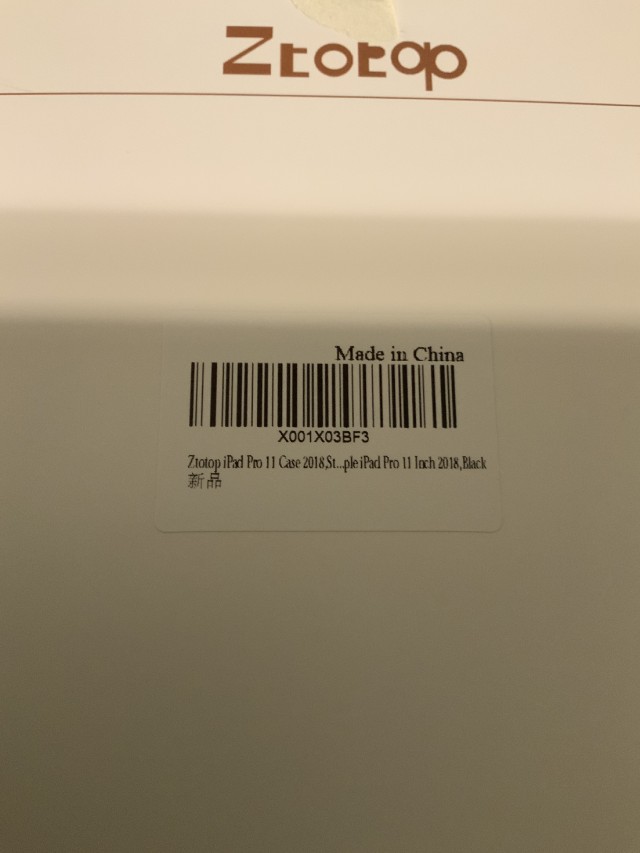 Ztotop
Made in China
X001X03BF3
Ztotop iPad Pro 11 Case 2018,St...ple iPad Pro 11 Inch 2018,Black
新品